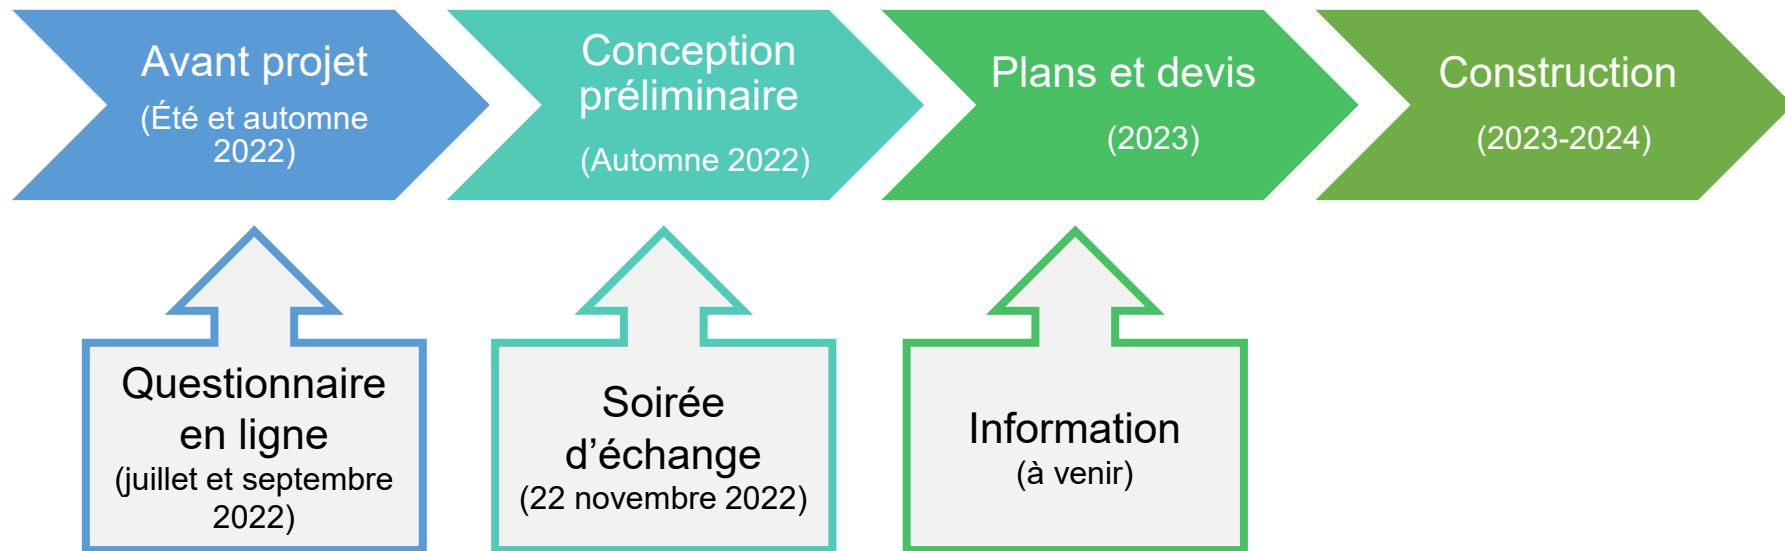 Avant projet
(Été et automne
2022)
Conception
préliminaire
(Automne 2022)
Plans et devis
(2023)
Construction
(2023-2024)
Questionnaire
en ligne
(juillet et septembre
2022)
Soirée
d’échange
(22 novembre 2022)
Information
(à venir)